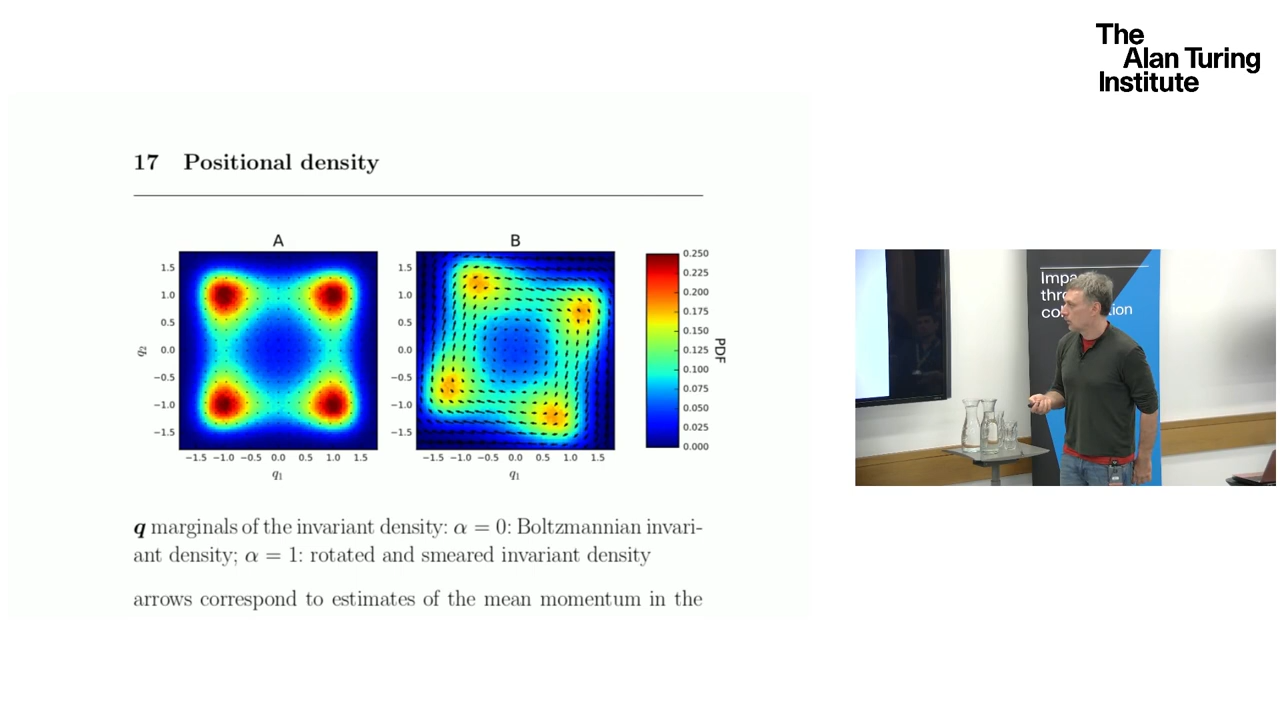 The
Alan Turing
Institute
17 Positional density
A
B
1.5
1.0
0.5
0.0
−0.5
−1.0
−1.5
q₂
−1.5 −1.0 −0.5 0.0 0.5 1.0 1.5
q₁
1.5
1.0
0.5
0.0
−0.5
−1.0
−1.5
−1.5 −1.0 −0.5 0.0 0.5 1.0 1.5
q₁
0.250
0.225
0.200
0.175
0.150
0.125
0.100
0.075
0.050
0.025
0.000
PDF
q marginals of the invariant density: α = 0: Boltzmannian invari-
ant density; α = 1: rotated and smeared invariant density
arrows correspond to estimates of the mean momentum in the